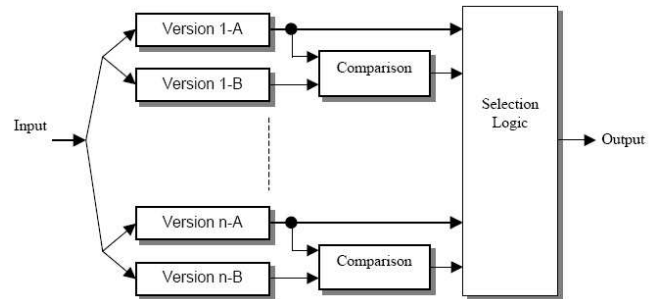 Version 1-A
Version 1-B
Comparison
Input
Selection
Logic
Output
Version n-A
Version n-B
Comparison